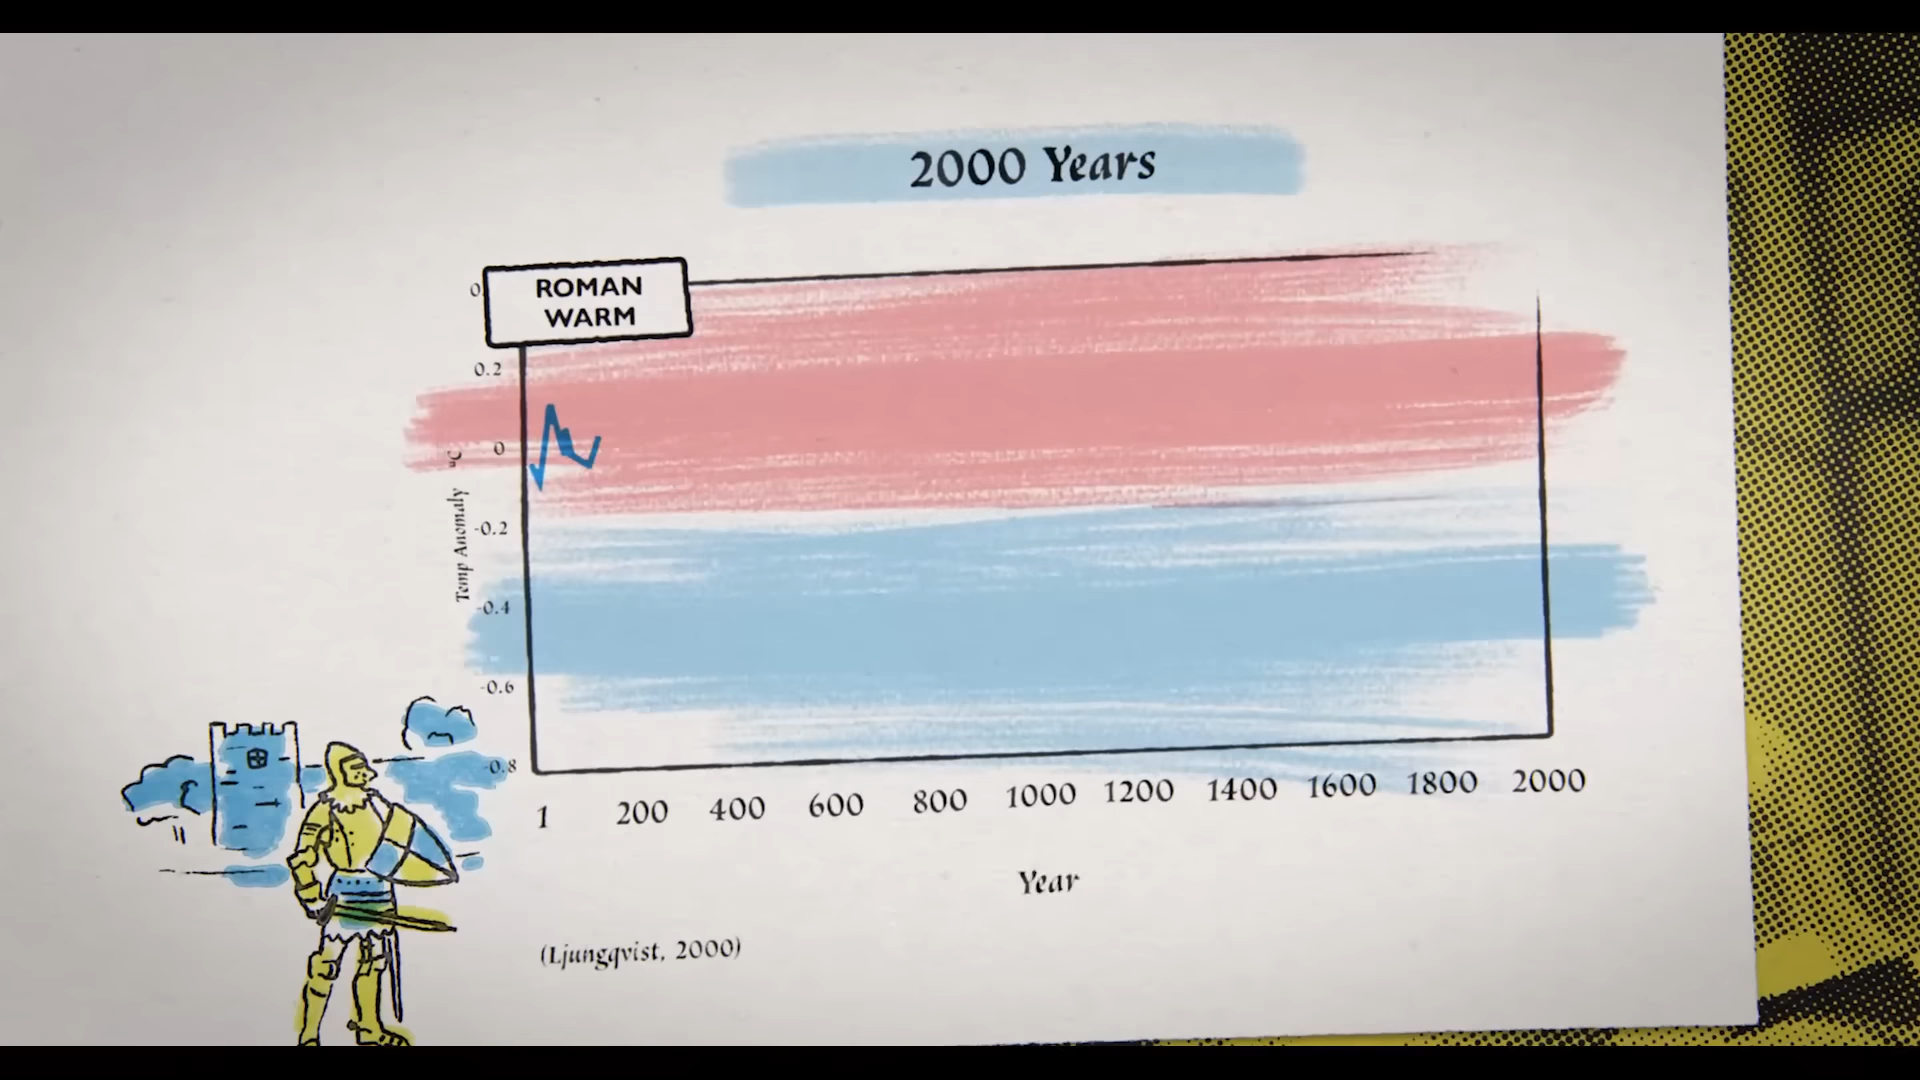 2000 Years
ROMAN
WARM
0.2
0
-0.2
-0.4
-0.6
-0.8
Temp Anomaly °C
1 200 400 600 800 1000 1200 1400 1600 1800 2000
Year
(Ljungqvist, 2000)